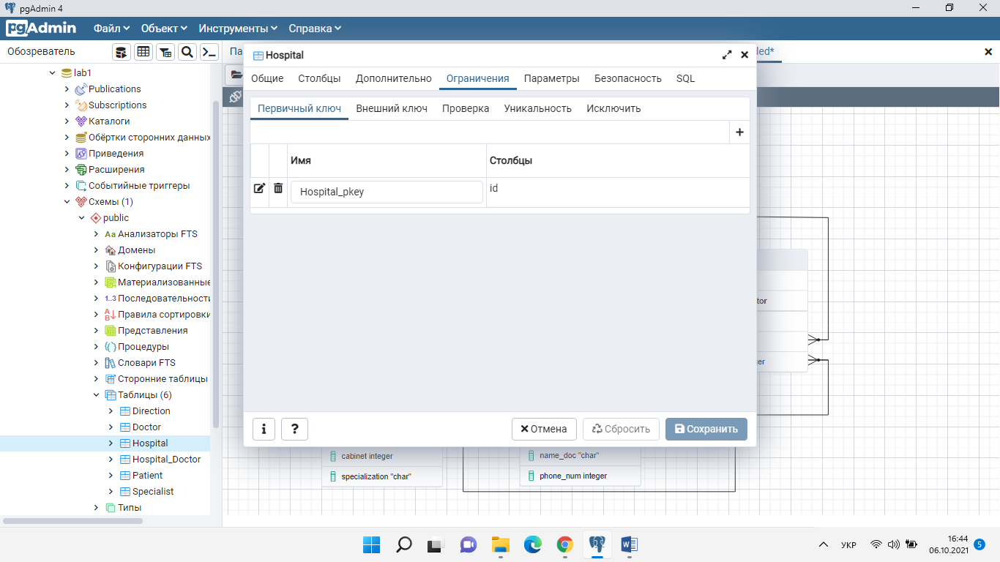 pgAdmin 4
pgAdmin Файл Объект Инструменты Справка
Обозреватель
led*
lab1
Publications
Subscriptions
Каталоги
Обёртки сторонних данных
Приведения
Расширения
Событийные триггеры
Схемы (1)
public
Аа Анализаторы FTS
Домены
Конфигурации FTS
Материализованные
1..3 Последовательности
Правила сортировки
Представления
Процедуры
Словари FTS
Сторонние таблицы
Таблицы (6)
Direction
Doctor
Hospital
Hospital_Doctor
Patient
Specialist
Типы
Hospital
Общие Столбцы Дополнительно Ограничения Параметры Безопасность SQL
Первичный ключ Внешний ключ Проверка Уникальность Исключить
+
Имя Столбцы
Hospital_pkey id
i ? Отмена Сбросить Сохранить
tor
er
cabinet integer
specialization "char"
name_doc "char"
phone_num integer
УКР 16:44
06.10.2021 5